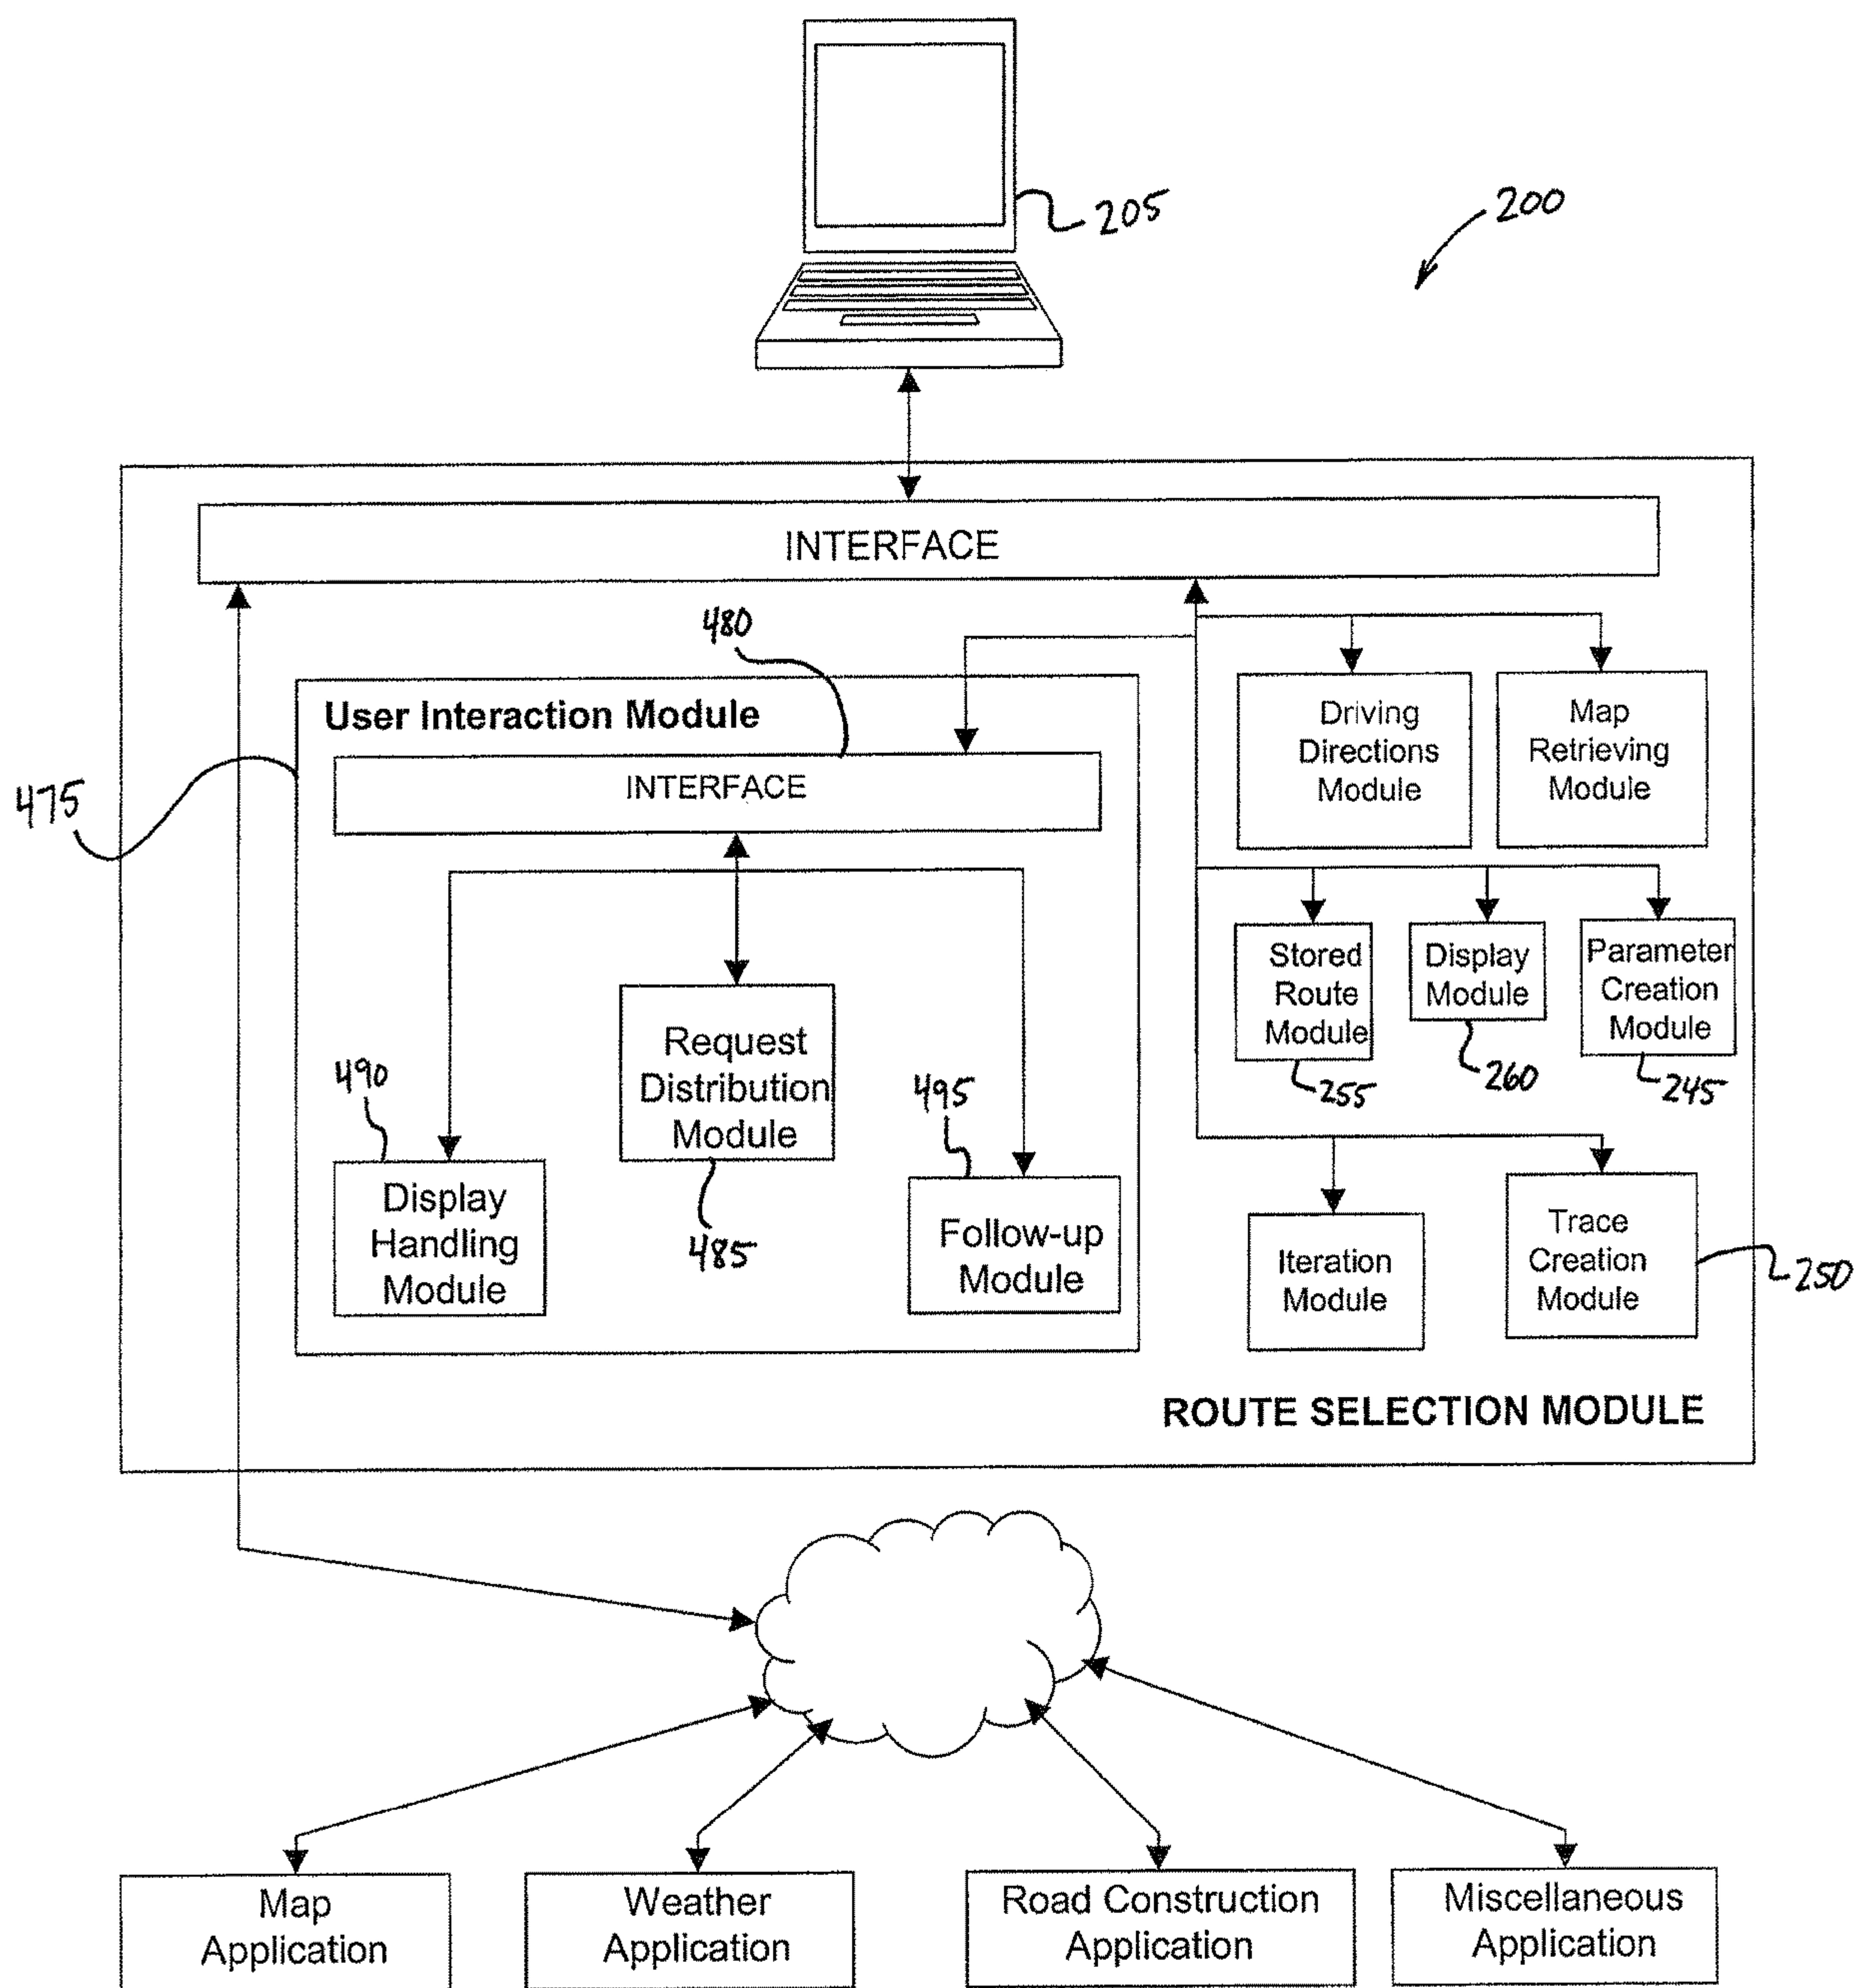 205
200
INTERFACE
480
User Interaction Module
INTERFACE
475
Driving
Directions
Module
Map
Retrieving
Module
Stored
Route
Module
255
Display
Module
260
Parameter
Creation
Module
245
490
Display
Handling
Module
Request
Distribution
Module
485
495
Follow-up
Module
Iteration
Module
Trace
Creation
Module
250
ROUTE SELECTION MODULE
Map
Application
Weather
Application
Road Construction
Application
Miscellaneous
Application